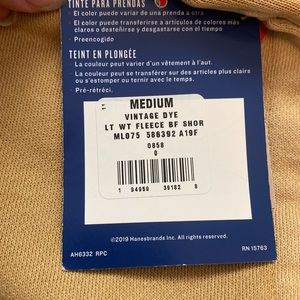 TINTE PARA PRENDAS
• El color puede variar de una prenda a otra
• El color puede transferirse a artículos de colores más
claros o desteñirse y desgastarse con el tiempo
• Preencogido
TEINT EN PLONGÉE
• La couleur peut varier d'un vêtement à l'aut.
• La couleur peut se transférer sur des articles plus clairs
ou s'estomper ou ternir avec le temps.
• Pré-rétréci.
MEDIUM
VINTAGE DYE
LT WT FLEECE BF SHOR
ML075 586392 A19F
0858
0
1 94959 39182 8
©2019 Hanesbrands Inc. All rights reserved.
AH6332 RPC
RN 15763